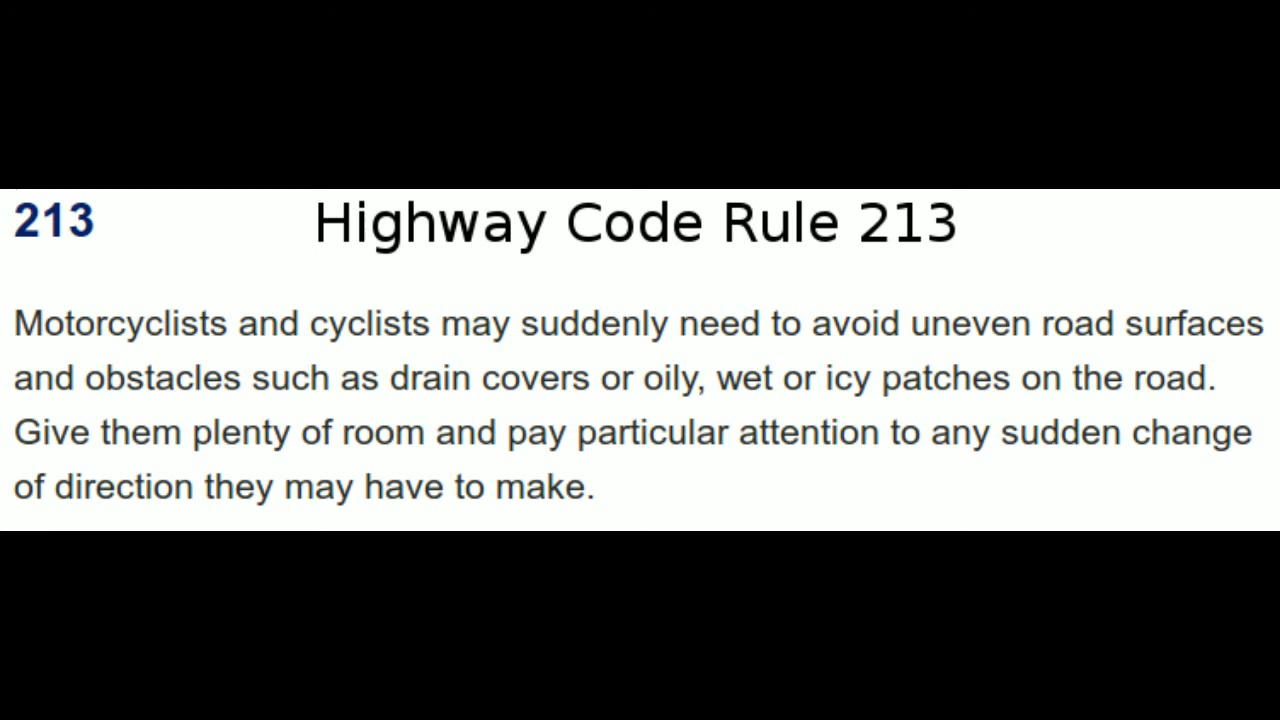 213
Highway Code Rule 213
Motorcyclists and cyclists may suddenly need to avoid uneven road surfaces
and obstacles such as drain covers or oily, wet or icy patches on the road.
Give them plenty of room and pay particular attention to any sudden change
of direction they may have to make.